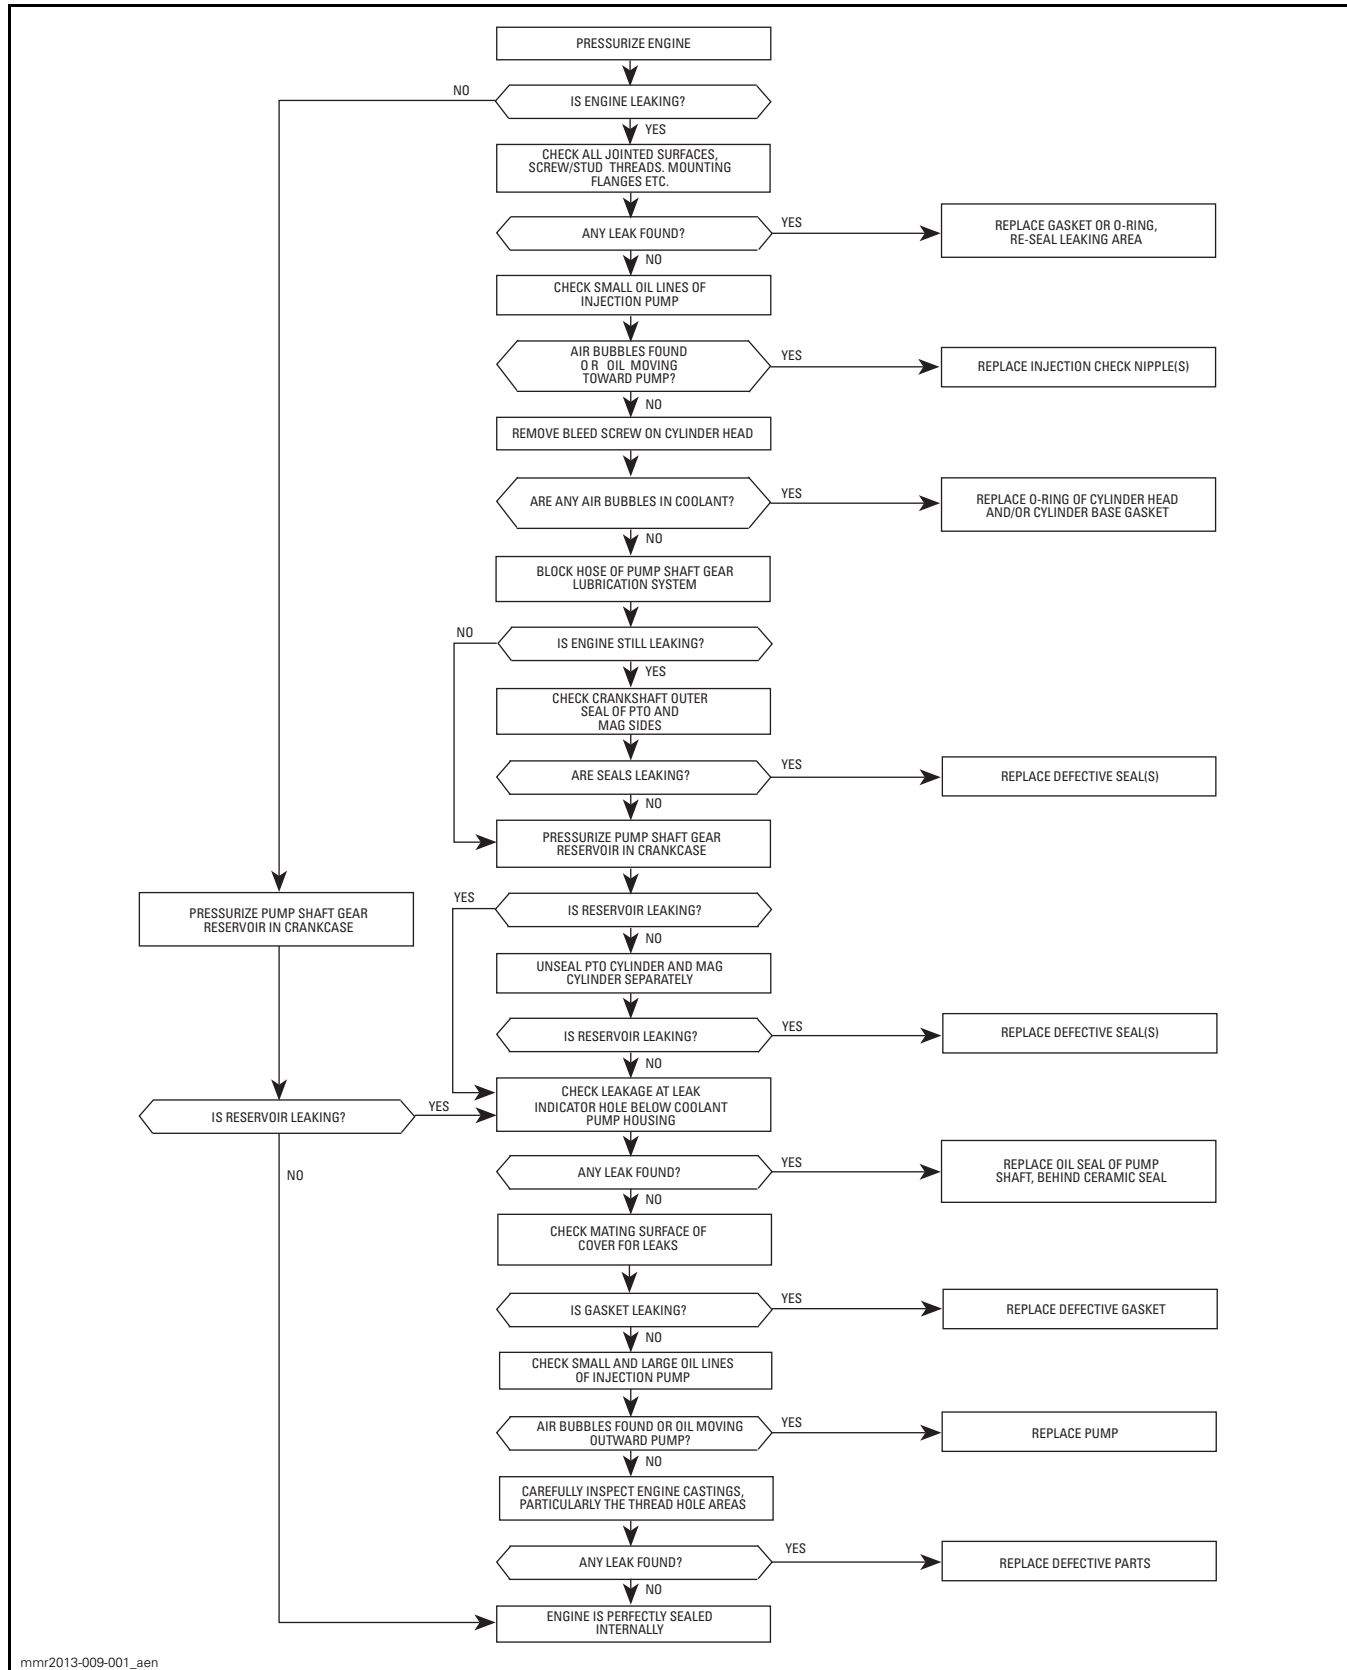 PRESSURIZE ENGINE
NO
IS ENGINE LEAKING?
YES
CHECK ALL JOINTED SURFACES,
SCREW/STUD THREADS. MOUNTING
FLANGES ETC.
ANY LEAK FOUND?
YES
REPLACE GASKET OR O-RING,
RE-SEAL LEAKING AREA
NO
CHECK SMALL OIL LINES OF
INJECTION PUMP
AIR BUBBLES FOUND
OR OIL MOVING
TOWARD PUMP?
YES
REPLACE INJECTION CHECK NIPPLE(S)
NO
REMOVE BLEED SCREW ON CYLINDER HEAD
ARE ANY AIR BUBBLES IN COOLANT?
YES
REPLACE O-RING OF CYLINDER HEAD
AND/OR CYLINDER BASE GASKET
NO
BLOCK HOSE OF PUMP SHAFT GEAR
LUBRICATION SYSTEM
NO
IS ENGINE STILL LEAKING?
YES
CHECK CRANKSHAFT OUTER
SEAL OF PTO AND
MAG SIDES
ARE SEALS LEAKING?
YES
REPLACE DEFECTIVE SEAL(S)
NO
PRESSURIZE PUMP SHAFT GEAR
RESERVOIR IN CRANKCASE
YES
IS RESERVOIR LEAKING?
PRESSURIZE PUMP SHAFT GEAR
RESERVOIR IN CRANKCASE
NO
UNSEAL PTO CYLINDER AND MAG
CYLINDER SEPARATELY
IS RESERVOIR LEAKING?
YES
REPLACE DEFECTIVE SEAL(S)
NO
CHECK LEAKAGE AT LEAK
INDICATOR HOLE BELOW COOLANT
PUMP HOUSING
IS RESERVOIR LEAKING?
YES
NO
ANY LEAK FOUND?
YES
REPLACE OIL SEAL OF PUMP
SHAFT, BEHIND CERAMIC SEAL
NO
CHECK MATING SURFACE OF
COVER FOR LEAKS
IS GASKET LEAKING?
YES
REPLACE DEFECTIVE GASKET
NO
CHECK SMALL AND LARGE OIL LINES
OF INJECTION PUMP
AIR BUBBLES FOUND OR OIL MOVING
OUTWARD PUMP?
YES
REPLACE PUMP
NO
CAREFULLY INSPECT ENGINE CASTINGS,
PARTICULARLY THE THREAD HOLE AREAS
ANY LEAK FOUND?
YES
REPLACE DEFECTIVE PARTS
NO
ENGINE IS PERFECTLY SEALED
INTERNALLY
mmr2013-009-001_aen